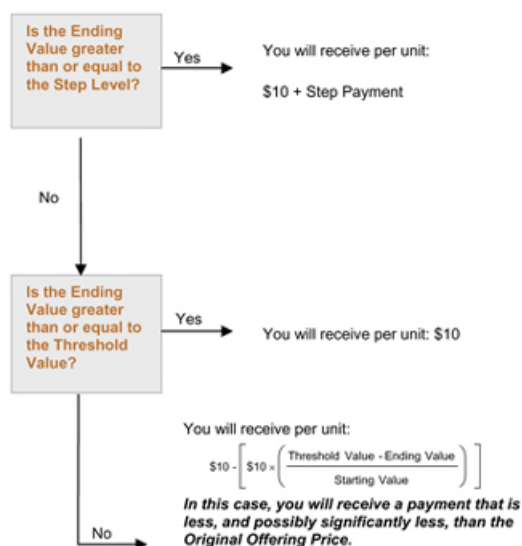 Is the Ending
Value greater
than or equal to
the Step Level?
Yes
You will receive per unit:
$10 + Step Payment
No
Is the Ending
Value greater
than or equal to
the Threshold
Value?
Yes
You will receive per unit: $10
You will receive per unit:
$10 - [ $10 × ( Threshold Value - Ending Value
Starting Value ) ]
In this case, you will receive a payment that is
less, and possibly significantly less, than the
No
Original Offering Price.